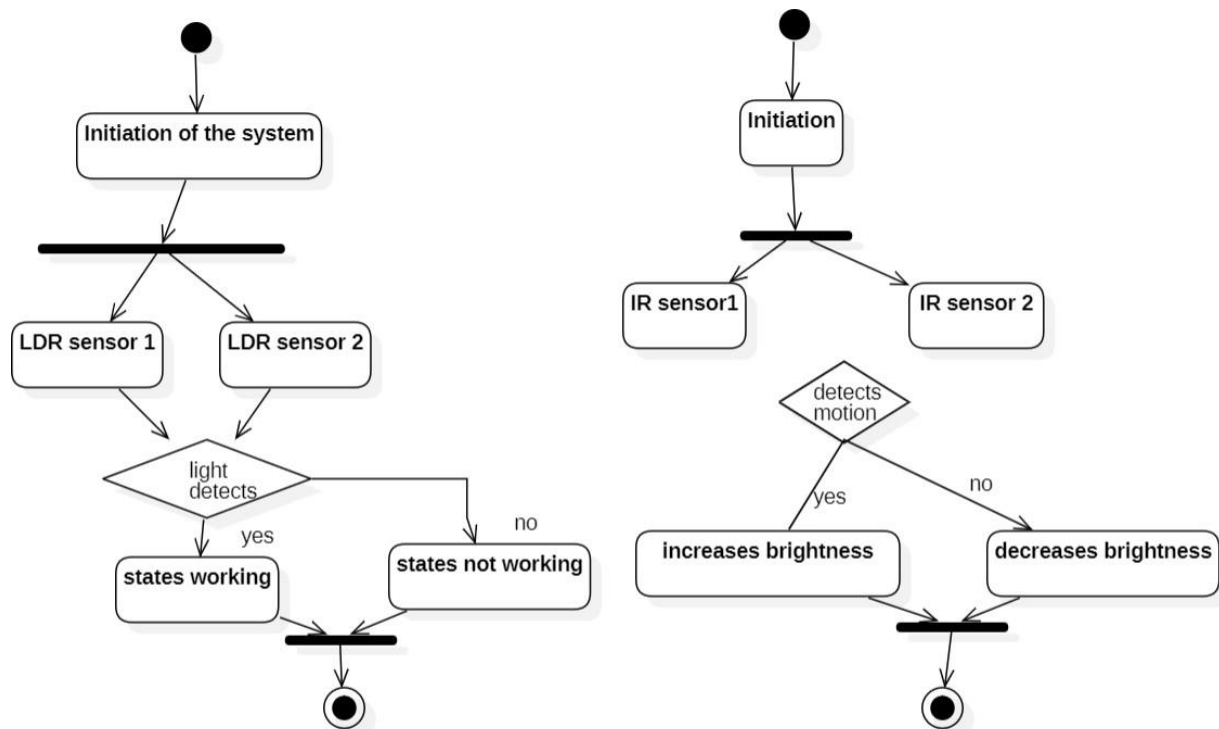 Initiation of the system
LDR sensor 1
LDR sensor 2
light
detects
yes
no
states working
states not working
Initiation
IR sensor1
IR sensor 2
detects
motion
yes
no
increases brightness
decreases brightness